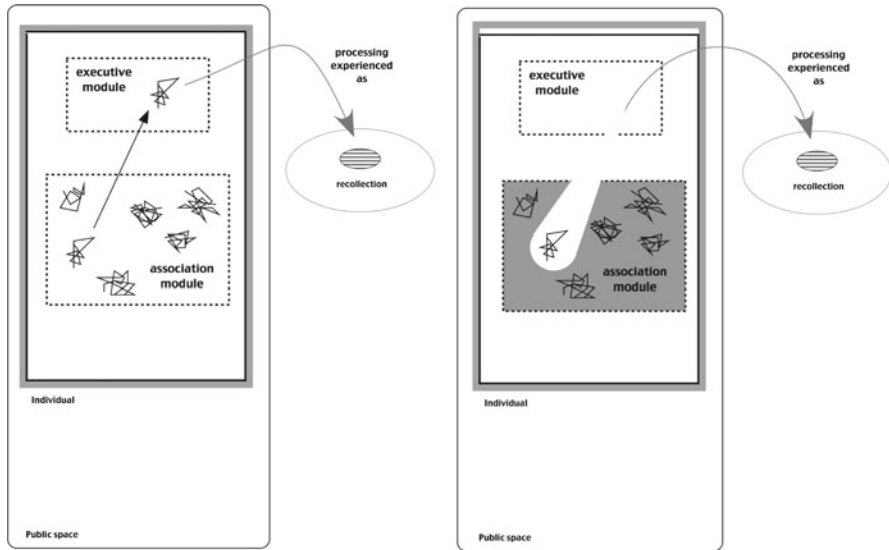 executive
module
processing
experienced
as
recollection
association
module
Individual
Public space
executive
module
processing
experienced
as
recollection
association
module
Individual
Public space